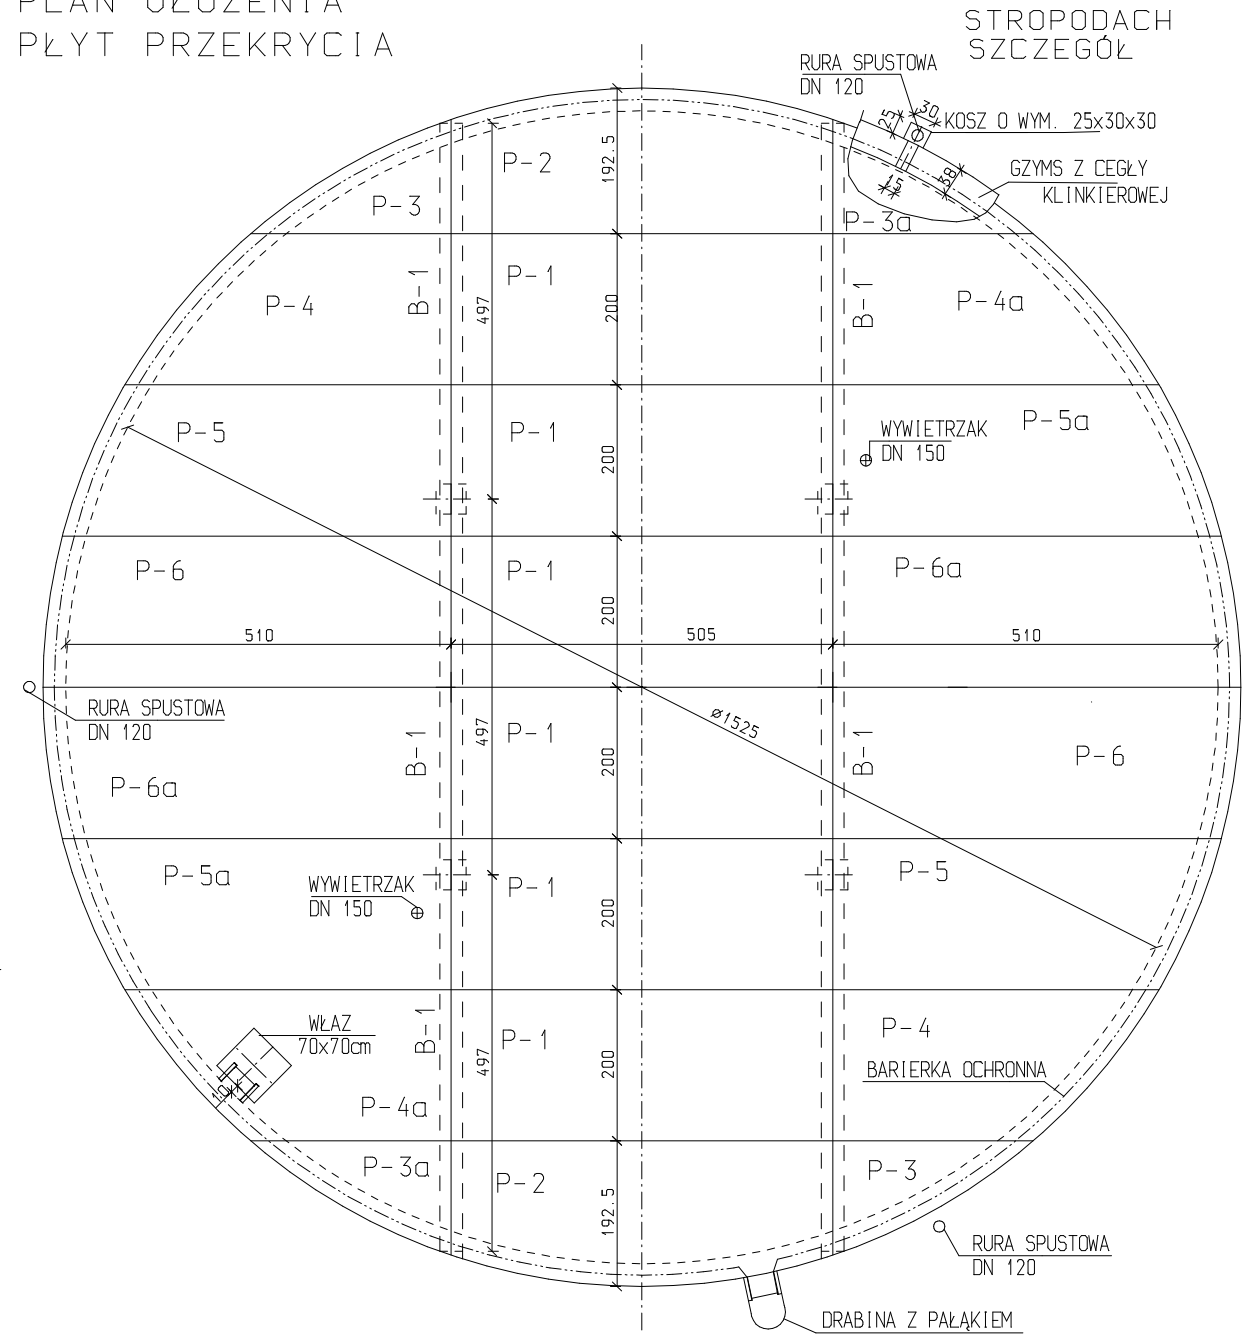 PLAN UŁOŻENIA
PŁYT PRZEKRYCIA
STROPODACH
SZCZEGÓŁ
RURA SPUSTOWA
DN 120
30
25
KOSZ O WYM. 25x30x30
GZYMS Z CEGŁY
KLINKIEROWEJ
38
15
192.5
P-2
P-3
P-3a
P-1
B-1
497
200
B-1
P-4
P-4a
P-5
P-1
200
WYWIETRZAK
DN 150
P-5a
P-6
P-1
200
P-6a
510
505
510
RURA SPUSTOWA
DN 120
ø1525
B-1
497
P-1
200
B-1
P-6
P-6a
P-5a
WYWIETRZAK
DN 150
P-1
200
P-5
WŁAZ
70x70cm
B-1
497
P-1
200
P-4
BARIERKA OCHRONNA
P-4a
P-3a
P-2
192.5
P-3
RURA SPUSTOWA
DN 120
DRABINA Z PAŁĄKIEM